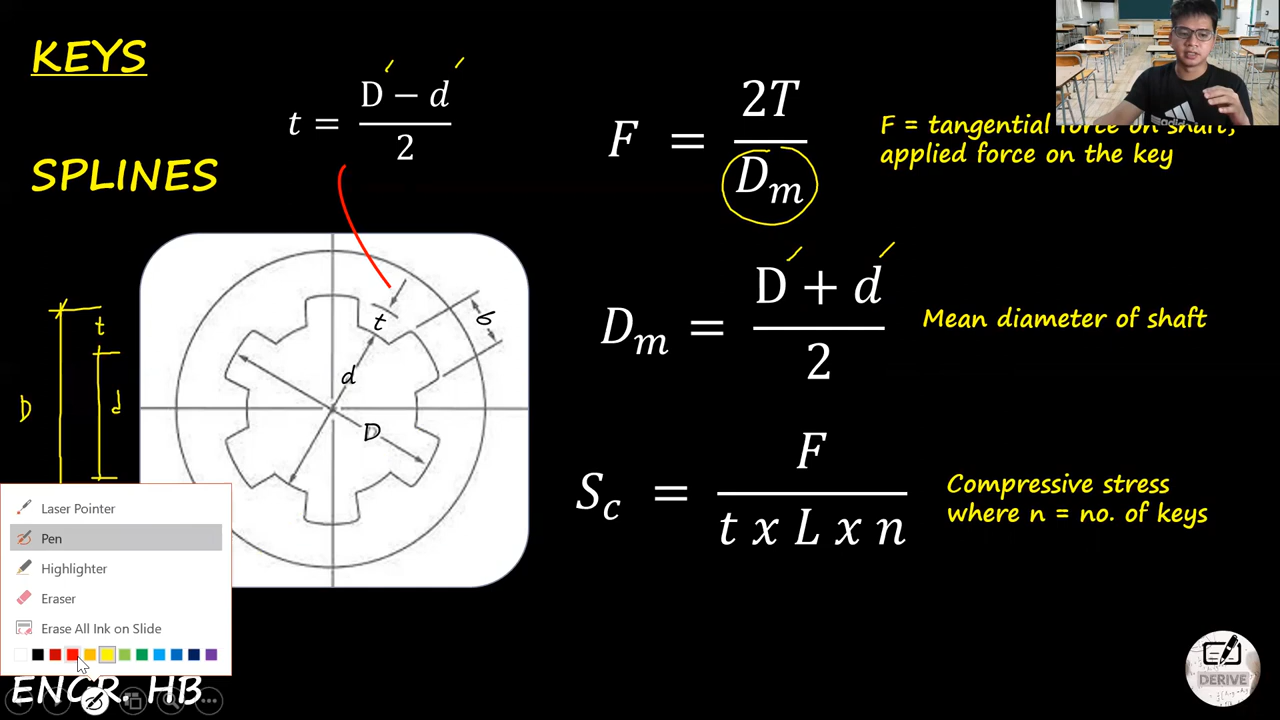 KEYS
SPLINES
t = D − d / 2
F = 2T / Dm
F = tangential force on shaft,
applied force on the key
Dm = D + d / 2
Mean diameter of shaft
Sc = F / t x L x n
Compressive stress
where n = no. of keys
t
b
d
D
D
t
d
Laser Pointer
Pen
Highlighter
Eraser
Erase All Ink on Slide
ENGR. HB
DERIVE